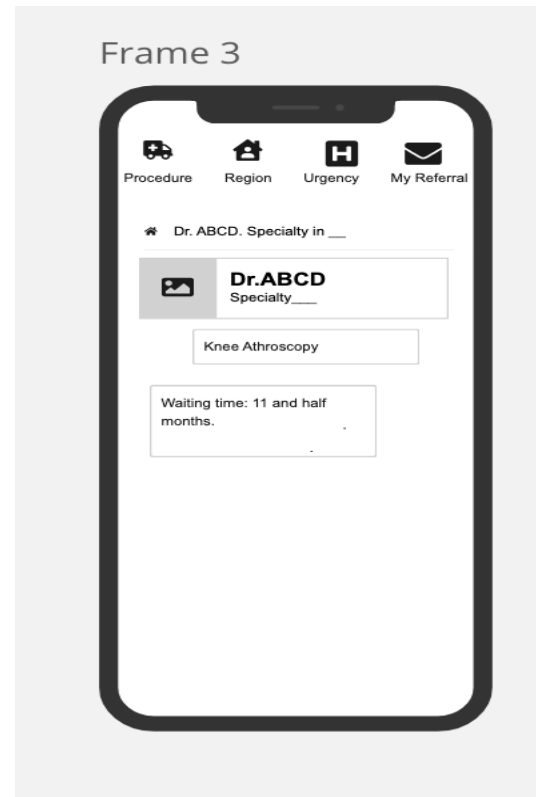 Frame 3
Procedure Region Urgency My Referral
Dr. ABCD. Specialty in __
Dr.ABCD
Specialty___
Knee Athroscopy
Waiting time: 11 and half
months.